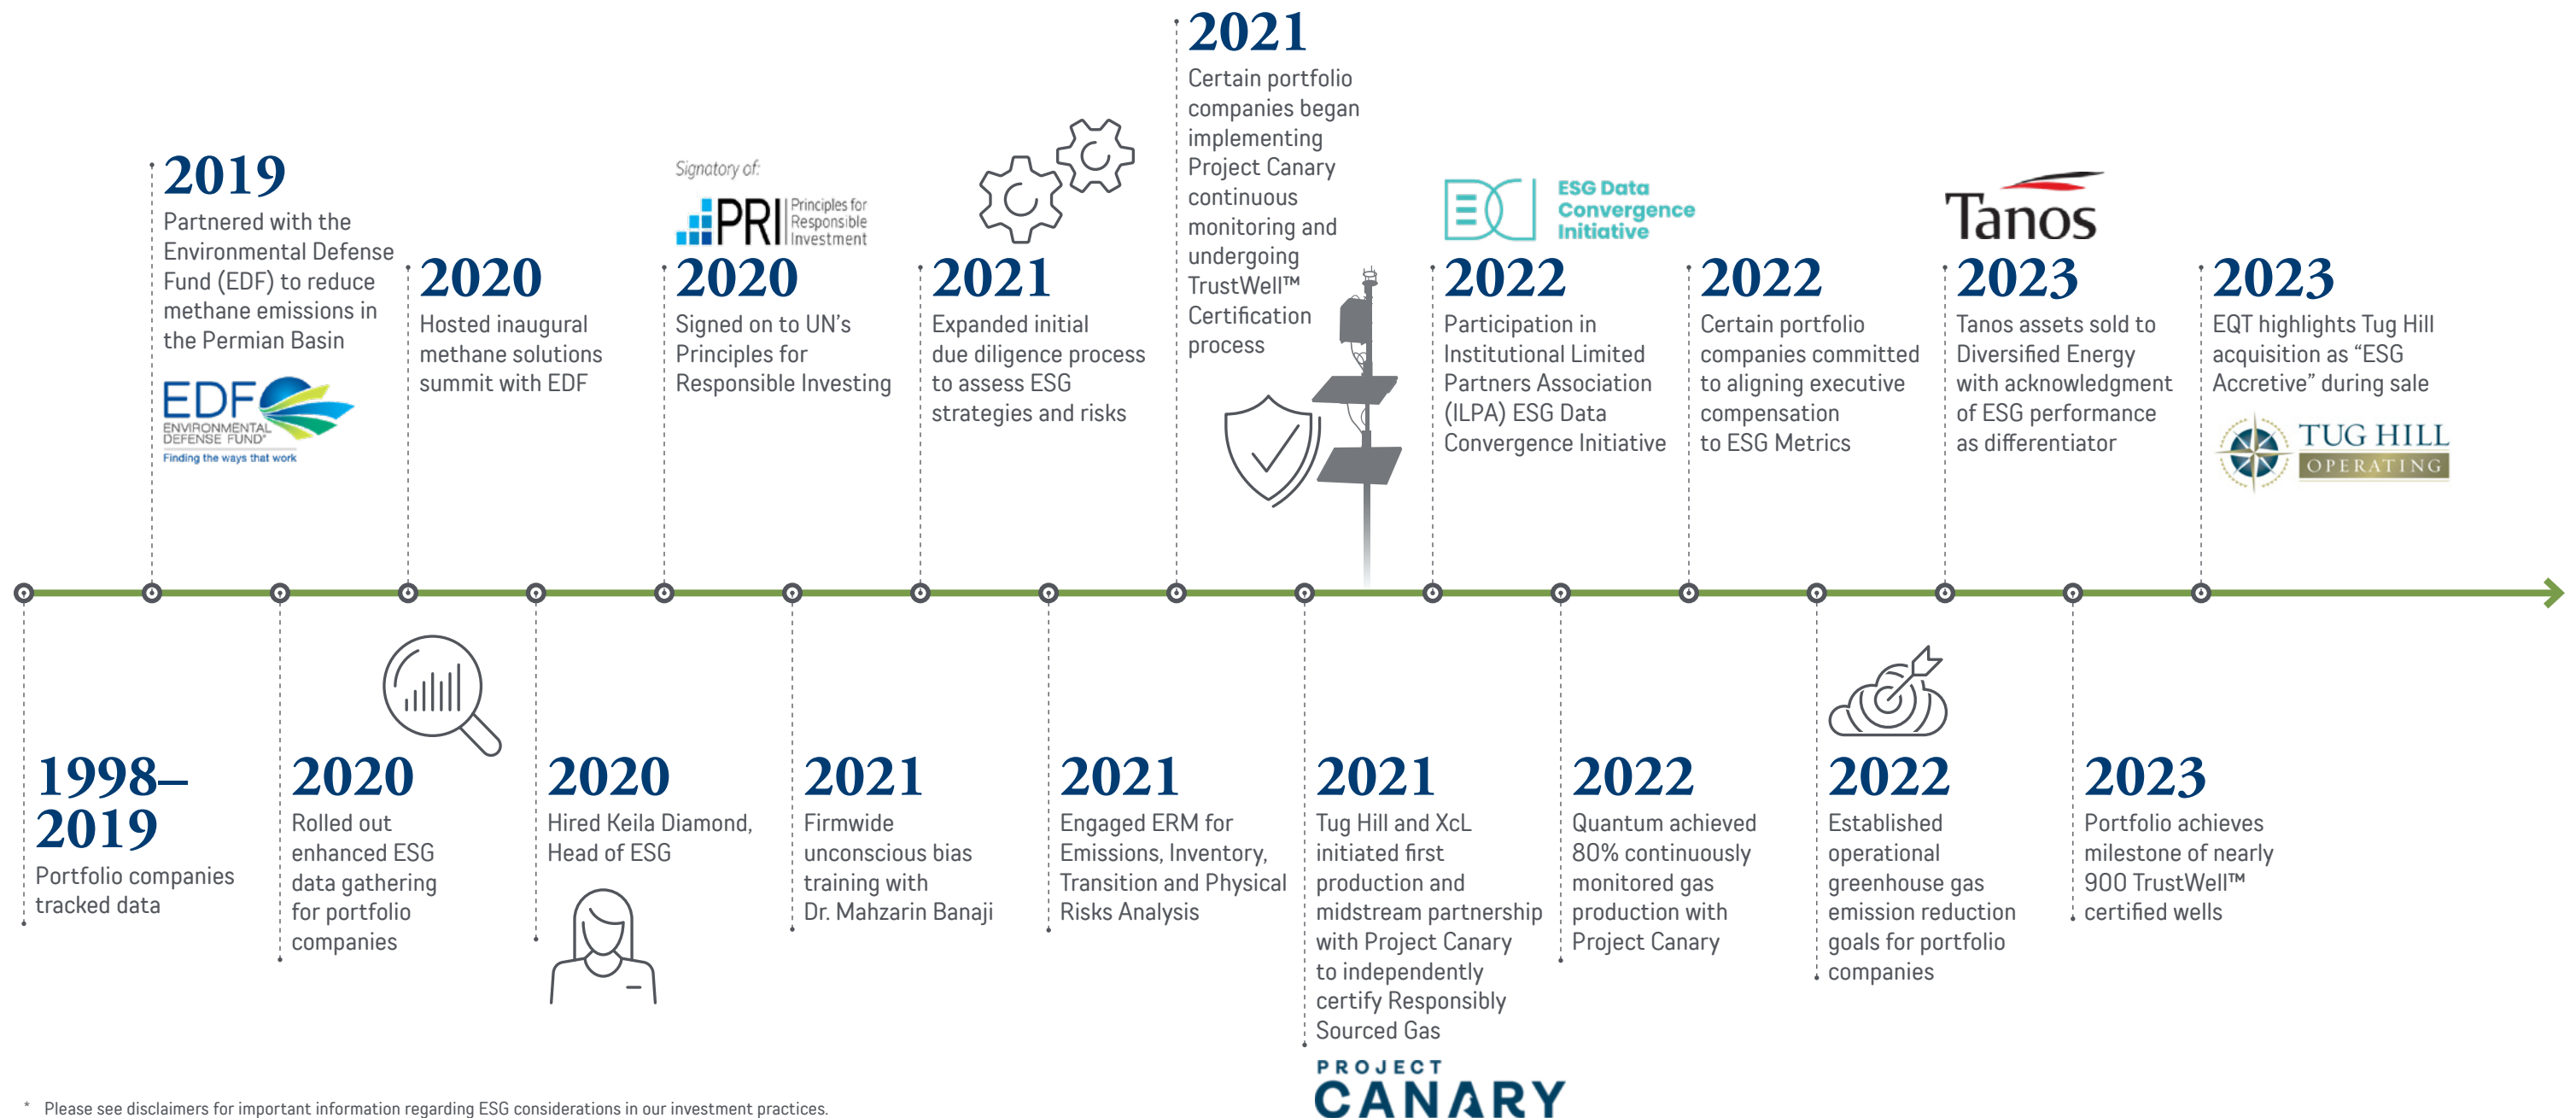 1998–
2019
Portfolio companies
tracked data
2019
Partnered with the
Environmental Defense
Fund (EDF) to reduce
methane emissions in
the Permian Basin
EDF
ENVIRONMENTAL
DEFENSE FUND®
Finding the ways that work
2020
Rolled out
enhanced ESG
data gathering
for portfolio
companies
2020
Hosted inaugural
methane solutions
summit with EDF
2020
Hired Keila Diamond,
Head of ESG
Signatory of:
PRI Principles for
Responsible
Investment
2020
Signed on to UN’s
Principles for
Responsible Investing
2021
Firmwide
unconscious bias
training with
Dr. Mahzarin Banaji
2021
Expanded initial
due diligence process
to assess ESG
strategies and risks
2021
Engaged ERM for
Emissions, Inventory,
Transition and Physical
Risks Analysis
2021
Certain portfolio
companies began
implementing
Project Canary
continuous
monitoring and
undergoing
TrustWell™
Certification
process
2021
Tug Hill and XcL
initiated first
production and
midstream partnership
with Project Canary
to independently
certify Responsibly
Sourced Gas
PROJECT
CANARY
ESG Data
Convergence
Initiative
2022
Participation in
Institutional Limited
Partners Association
(ILPA) ESG Data
Convergence Initiative
2022
Quantum achieved
80% continuously
monitored gas
production with
Project Canary
2022
Certain portfolio
companies committed
to aligning executive
compensation
to ESG Metrics
2022
Established
operational
greenhouse gas
emission reduction
goals for portfolio
companies
Tanos
2023
Tanos assets sold to
Diversified Energy
with acknowledgment
of ESG performance
as differentiator
2023
Portfolio achieves
milestone of nearly
900 TrustWell™
certified wells
2023
EQT highlights Tug Hill
acquisition as “ESG
Accretive” during sale
TUG HILL
OPERATING
* Please see disclaimers for important information regarding ESG considerations in our investment practices.